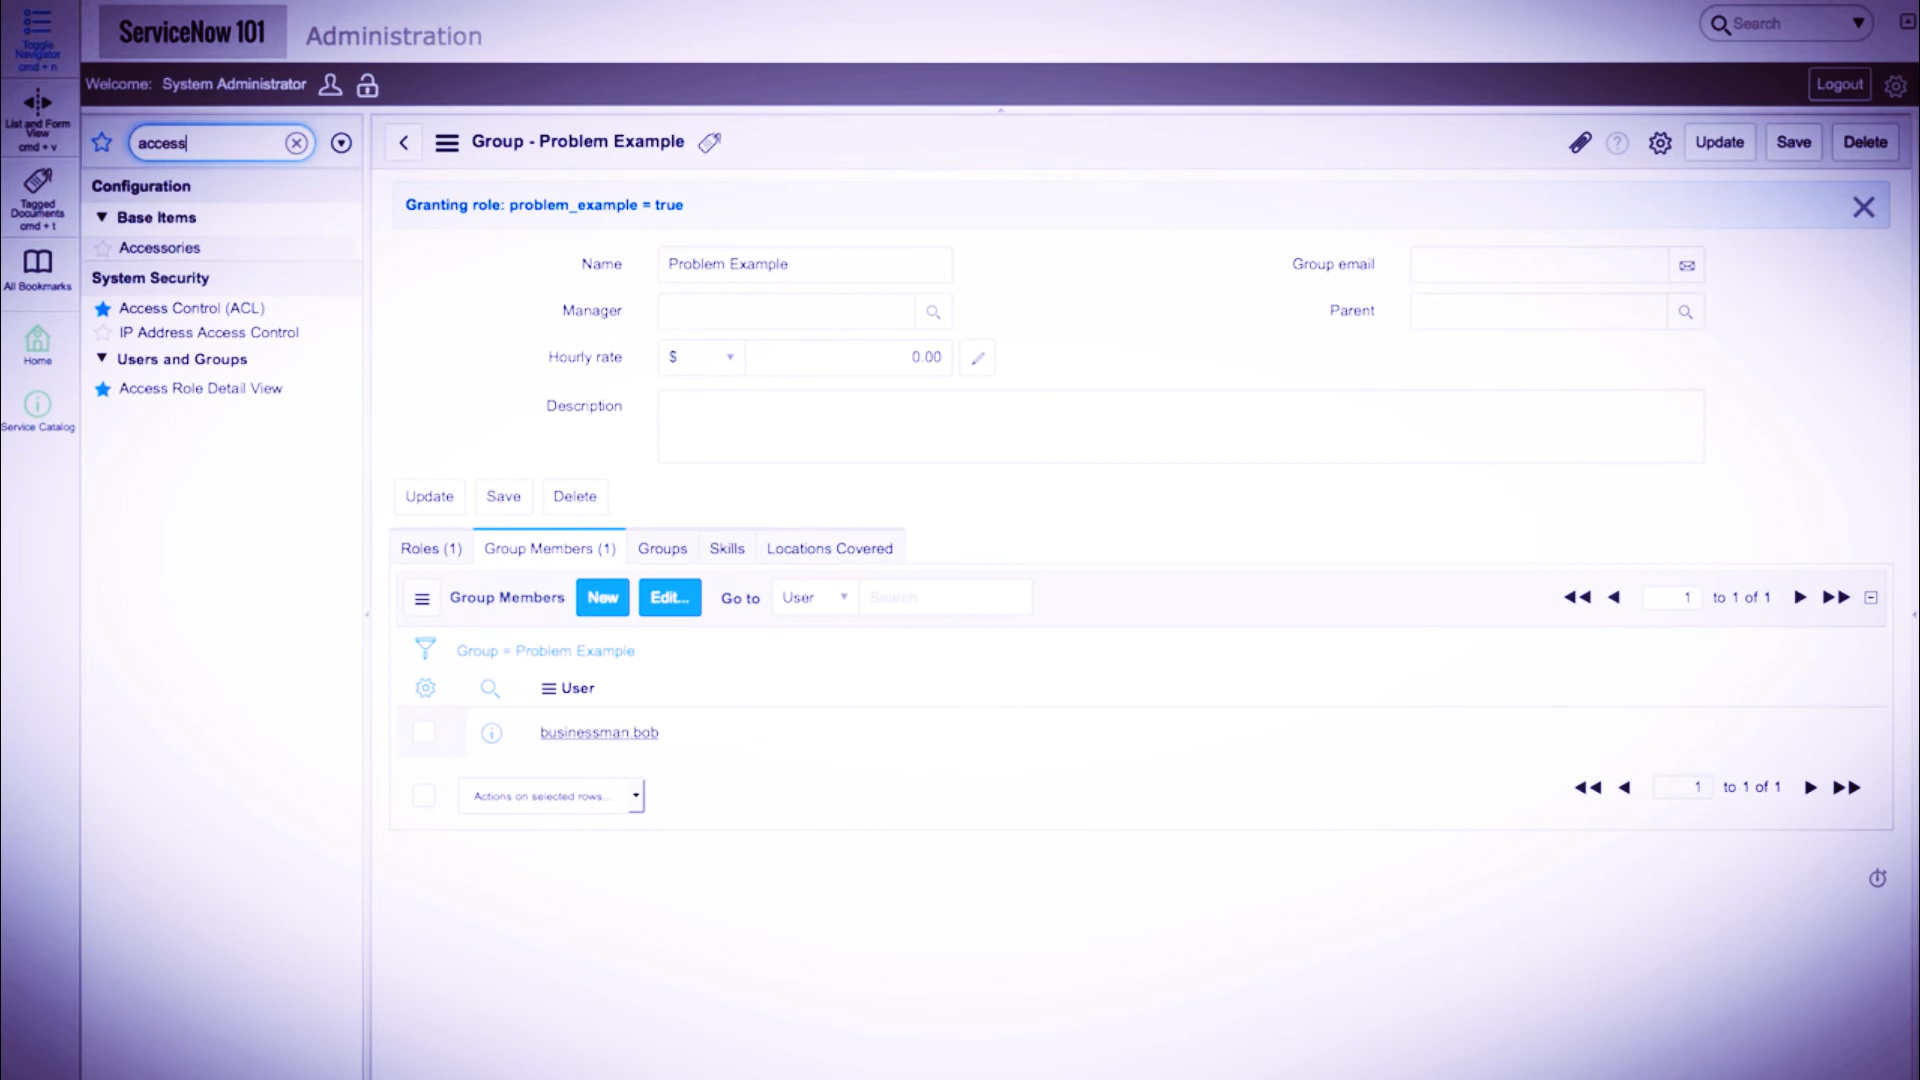 Toggle
Navigator
cmd + n
List and Form
View
cmd + v
Tagged
Documents
cmd + t
All Bookmarks
Home
Service Catalog
ServiceNow 101
Administration
Search
Welcome: System Administrator
Logout
access
Configuration
Base Items
Accessories
System Security
Access Control (ACL)
IP Address Access Control
Users and Groups
Access Role Detail View
Group - Problem Example
Update
Save
Delete
Granting role: problem_example = true
Name
Problem Example
Group email
Manager
Parent
Hourly rate
$
0.00
Description
Update
Save
Delete
Roles (1)
Group Members (1)
Groups
Skills
Locations Covered
Group Members
New
Edit...
Go to
User
Search
1 to 1 of 1
Group = Problem Example
User
businessman.bob
Actions on selected rows...
1 to 1 of 1